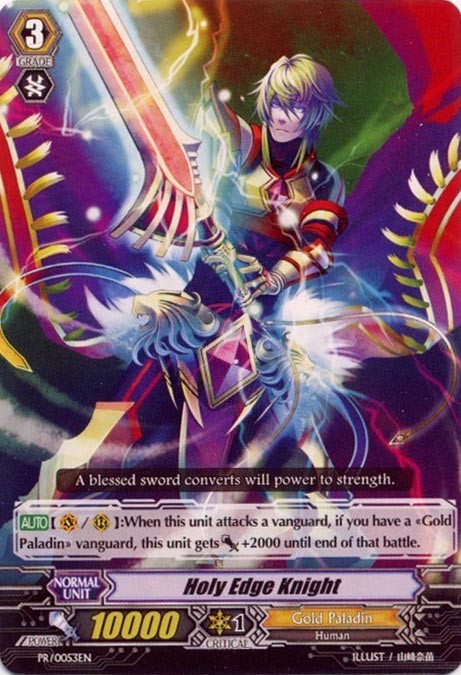 3
GRADE
A blessed sword converts will power to strength.
AUTO 【 V / R 】:When this unit attacks a vanguard, if you have a «Gold
Paladin» vanguard, this unit gets +2000 until end of that battle.
NORMAL
UNIT
Holy Edge Knight
POWER
10000
1
CRITICAL
Gold Paladin
Human
PR/0053EN
ILLUST / 山崎奈苗